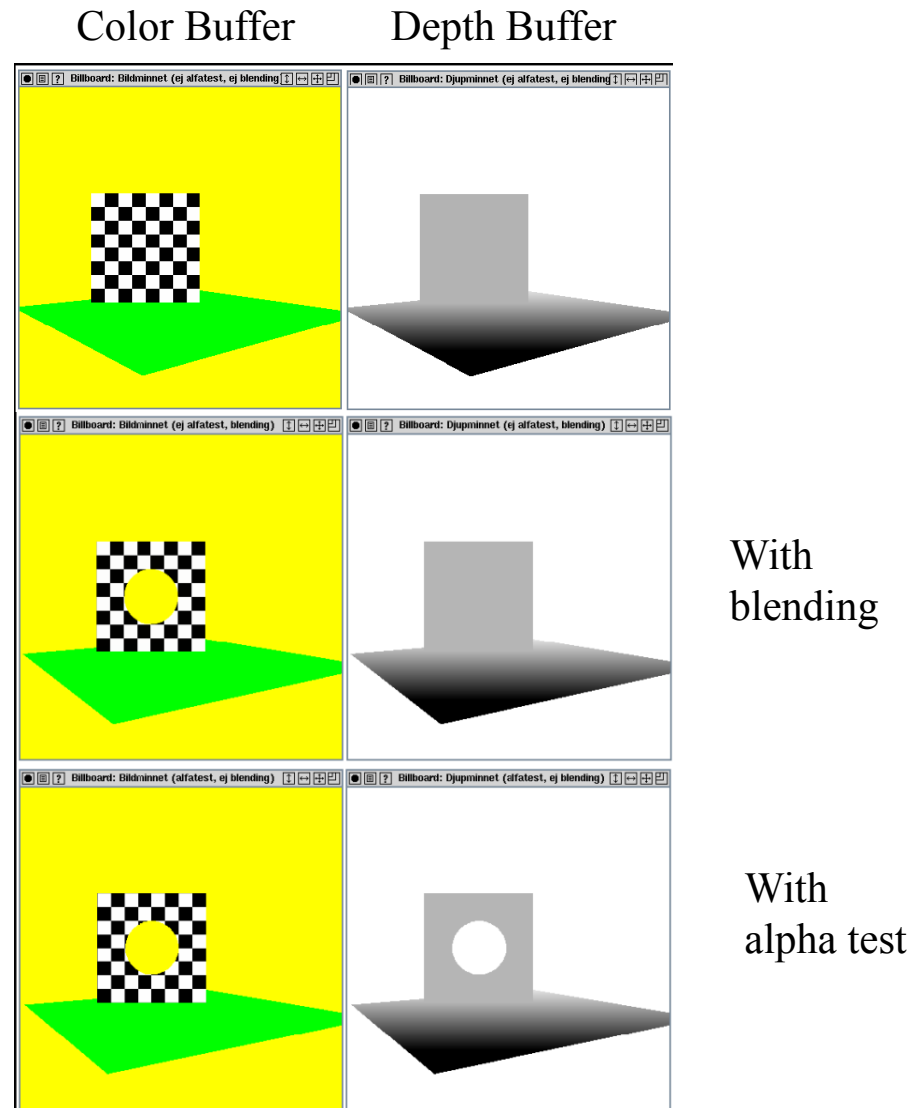 Color Buffer Depth Buffer
? Billboard: Bildminnet (ej alfatest, ej blending
? Billboard: Djupminnet (ej alfatest, ej blending
? Billboard: Bildminnet (ej alfatest, blending)
? Billboard: Djupminnet (ej alfatest, blending)
With
blending
? Billboard: Bildminnet (alfatest, ej blending)
? Billboard: Djupminnet (alfatest, ej blending)
With
alpha test